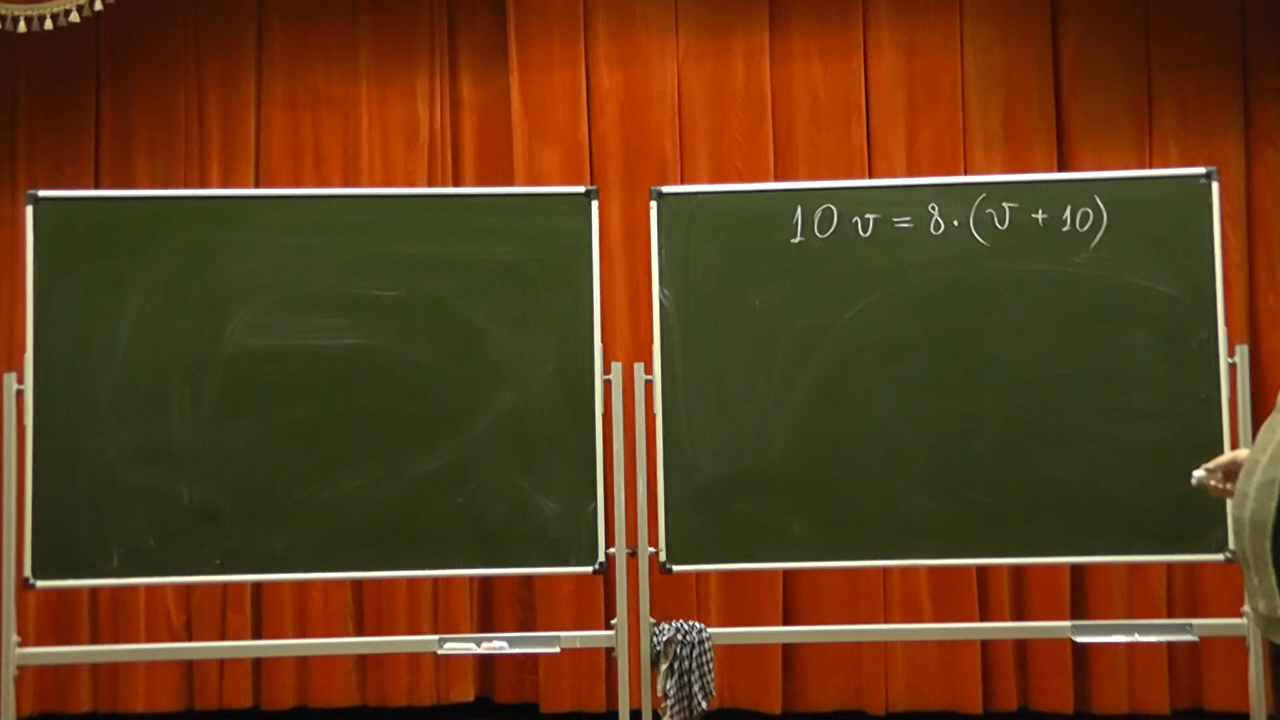 10 v = 8 · (v + 10)